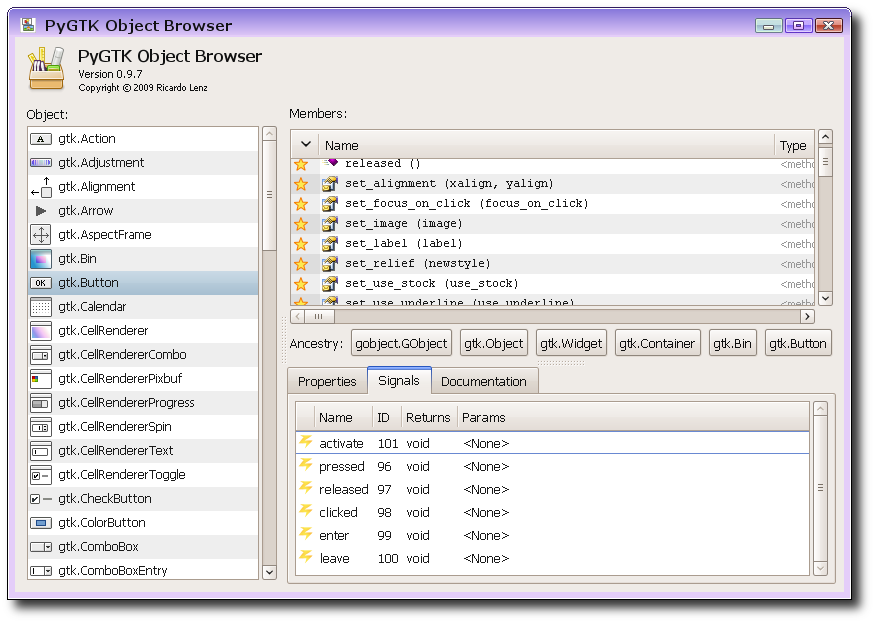 PyGTK Object Browser
PyGTK Object Browser
Version 0.9.7
Copyright © 2009 Ricardo Lenz
Object:
gtk.Action
gtk.Adjustment
gtk.Alignment
gtk.Arrow
gtk.AspectFrame
gtk.Bin
OK gtk.Button
gtk.Calendar
gtk.CellRenderer
gtk.CellRendererCombo
gtk.CellRendererPixbuf
gtk.CellRendererProgress
gtk.CellRendererSpin
gtk.CellRendererText
gtk.CellRendererToggle
gtk.CheckButton
gtk.ColorButton
gtk.ComboBox
gtk.ComboBoxEntry
Members:
Name Type
released () <metho
set_alignment (xalign, yalign) <metho
set_focus_on_click (focus_on_click) <metho
set_image (image) <metho
set_label (label) <metho
set_relief (newstyle) <metho
set_use_stock (use_stock) <metho
set_use_underline (use_underline) <metho
Ancestry: gobject.GObject gtk.Object gtk.Widget gtk.Container gtk.Bin gtk.Button
Properties Signals Documentation
Name ID Returns Params
activate 101 void <None>
pressed 96 void <None>
released 97 void <None>
clicked 98 void <None>
enter 99 void <None>
leave 100 void <None>